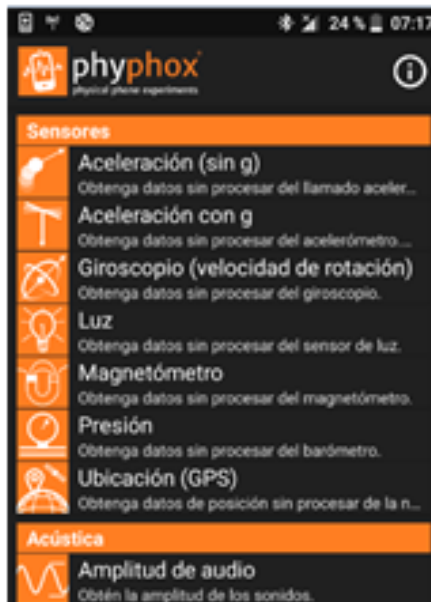 24 % 07:17
phyphox
physical phone experiments
Sensores
Aceleración (sin g)
Obtenga datos sin procesar del llamado aceler...
Aceleración con g
Obtenga datos sin procesar del acelerómetro....
Giroscopio (velocidad de rotación)
Obtenga datos sin procesar del giroscopio.
Luz
Obtenga datos sin procesar del sensor de luz.
Magnetómetro
Obtenga datos sin procesar del magnetómetro.
Presión
Obtenga datos sin procesar del barómetro.
Ubicación (GPS)
Obtenga datos de posición sin procesar de la n...
Acústica
Amplitud de audio
Obtén la amplitud de los sonidos.